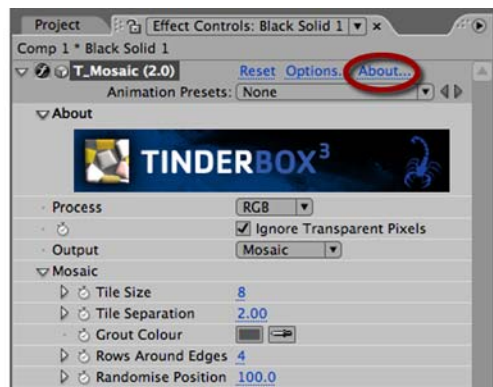 Project Effect Controls: Black Solid 1 x
Comp 1 * Black Solid 1
T_Mosaic (2.0) Reset Options... About...
Animation Presets: None
About
TINDERBOX3
Process RGB
Ignore Transparent Pixels
Output Mosaic
Mosaic
Tile Size 8
Tile Separation 2.00
Grout Colour
Rows Around Edges 4
Randomise Position 100.0